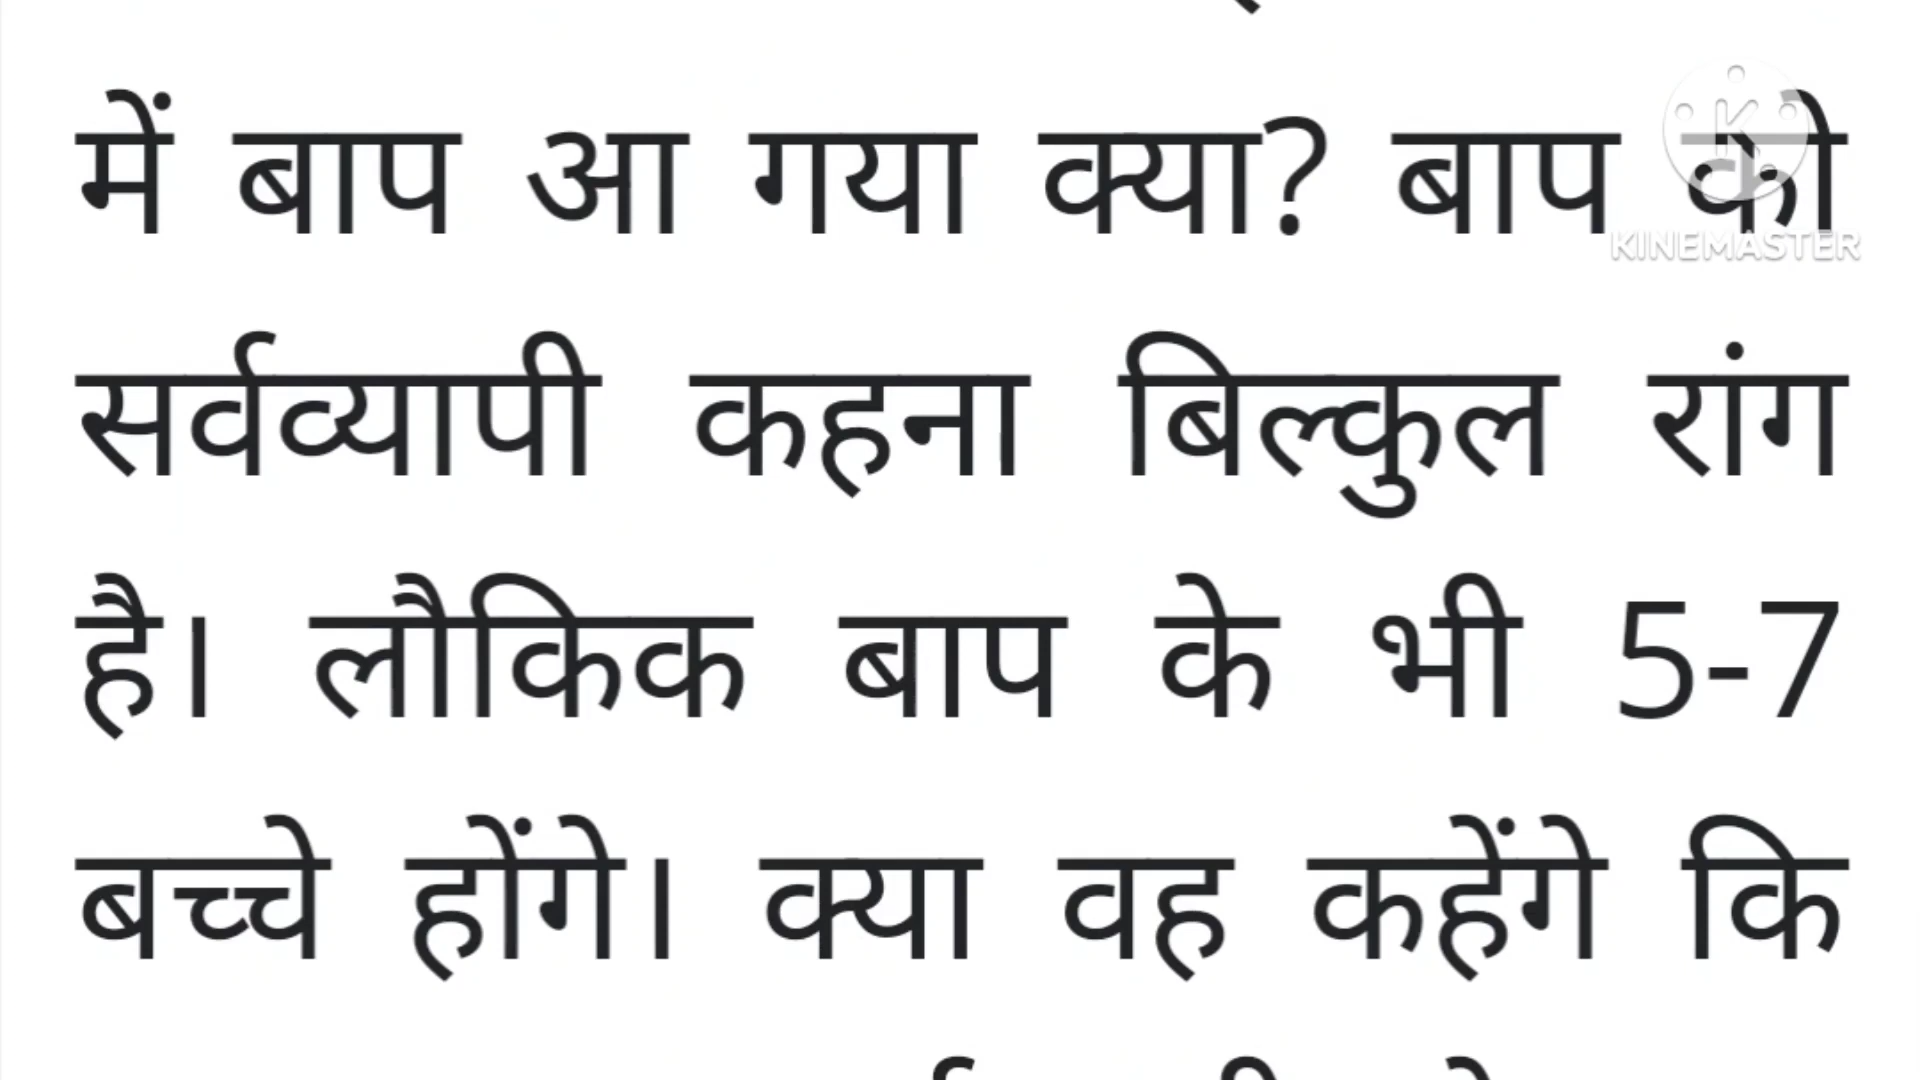 में बाप आ गया क्या? बाप को
KINEMASTER
सर्वव्यापी कहना बिल्कुल रांग
है। लौकिक बाप के भी 5-7
बच्चे होंगे। क्या वह कहेंगे कि